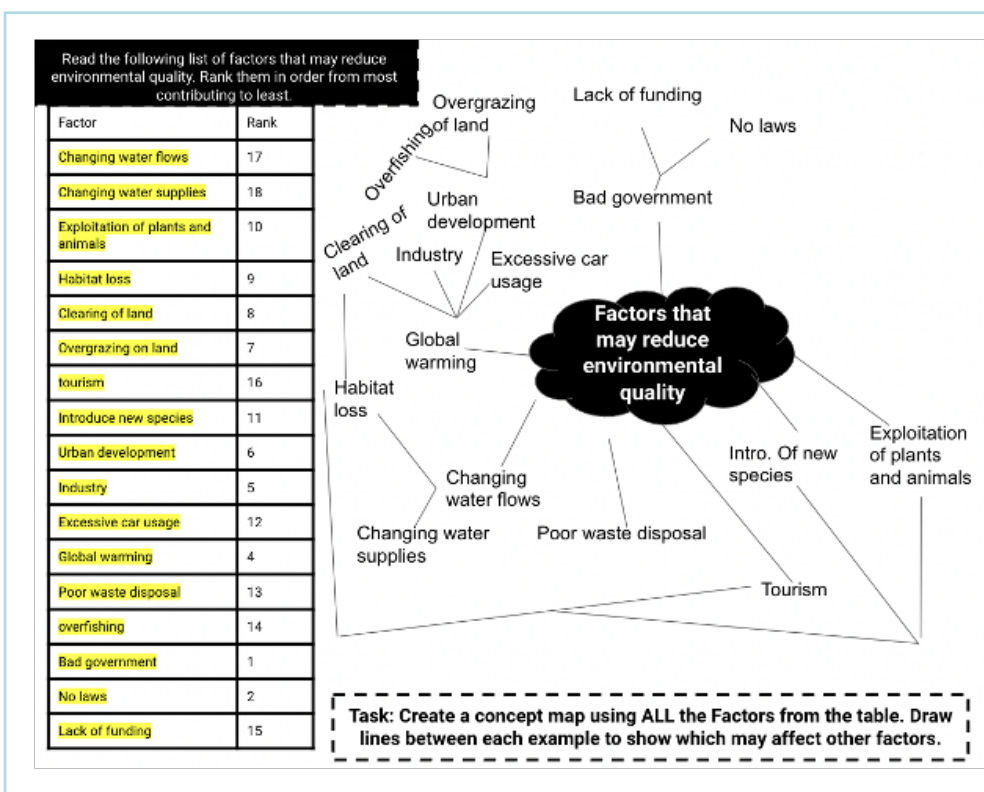 Read the following list of factors that may reduce
environmental quality. Rank them in order from most
contributing to least.
Factor Rank
Changing water flows 17
Changing water supplies 18
Exploitation of plants and 10
animals
Habitat loss 9
Clearing of land 8
Overgrazing on land 7
tourism 16
Introduce new species 11
Urban development 6
Industry 5
Excessive car usage 12
Global warming 4
Poor waste disposal 13
overfishing 14
Bad government 1
No laws 2
Lack of funding 15
Overgrazing
of land
Overfishing
Lack of funding
No laws
Urban
development
Bad government
Clearing of
land
Industry
Excessive car
usage
Factors that
may reduce
environmental
quality
Global
warming
Habitat
loss
Changing
water flows
Changing water
supplies
Poor waste disposal
Intro. Of new
species
Exploitation
of plants
and animals
Tourism
Task: Create a concept map using ALL the Factors from the table. Draw
lines between each example to show which may affect other factors.